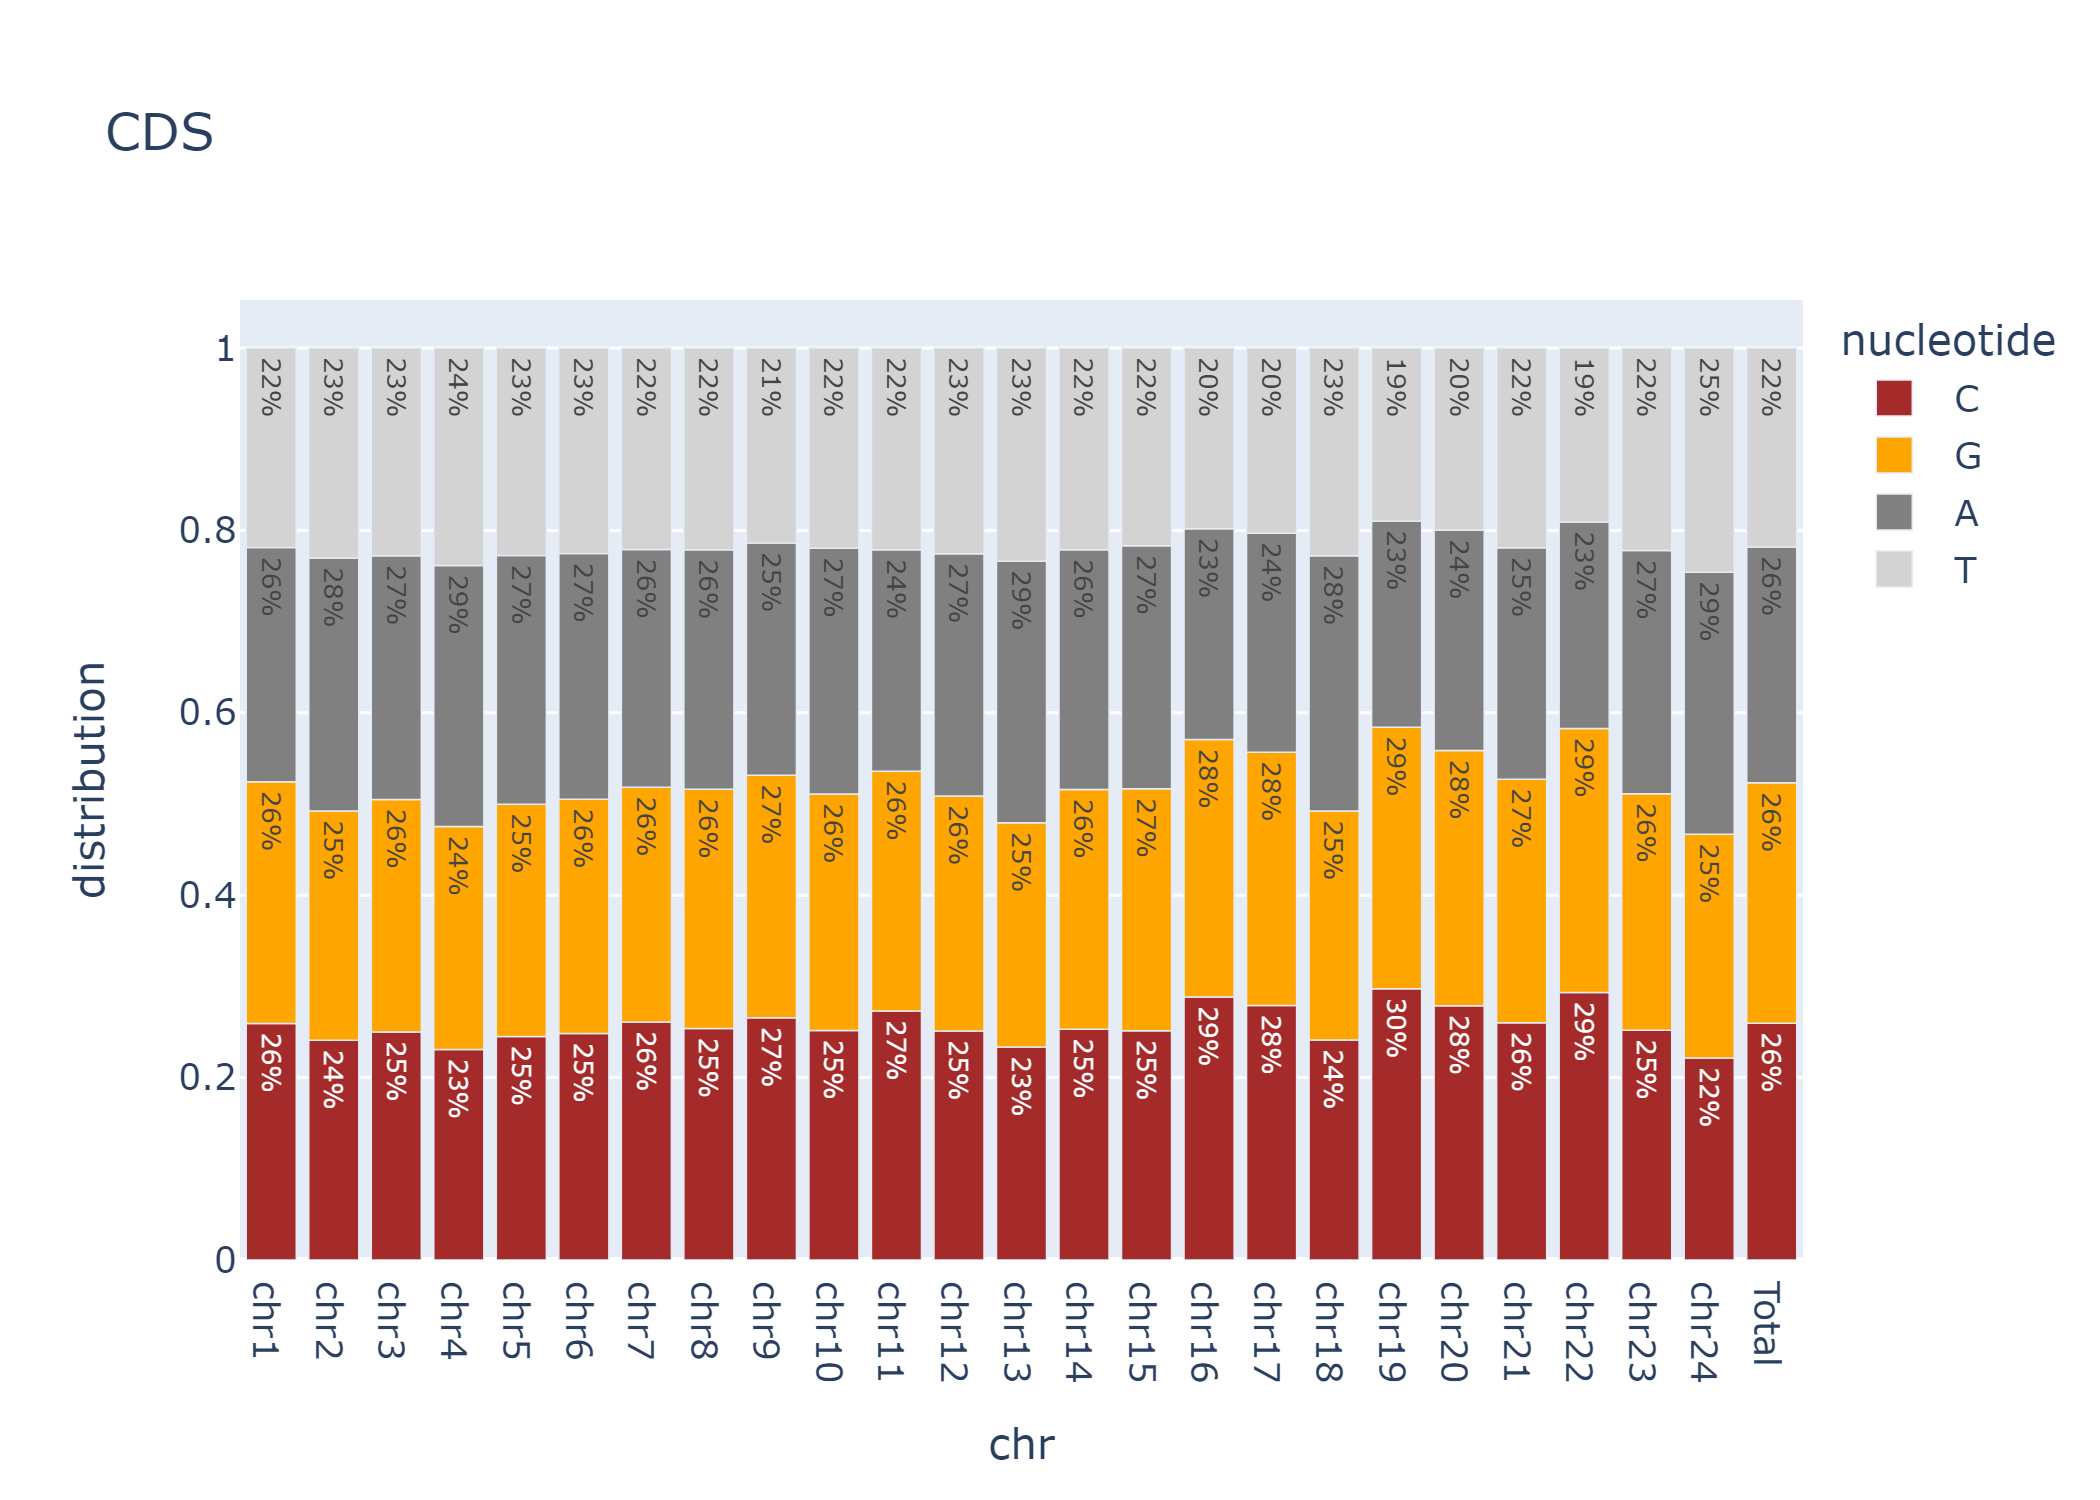 CDS
nucleotide
C
G
A
T
distribution
1
0.8
0.6
0.4
0.2
0
22% 23% 23% 24% 23% 23% 22% 22% 21% 22% 22% 23% 23% 22% 22% 20% 20% 23% 19% 20% 22% 19% 22% 25% 22%
26% 28% 27% 29% 27% 27% 26% 26% 25% 27% 24% 27% 29% 26% 27% 23% 24% 28% 23% 24% 25% 23% 27% 29% 26%
26% 25% 26% 24% 25% 26% 26% 26% 27% 26% 26% 26% 25% 26% 27% 28% 28% 25% 29% 28% 27% 29% 26% 25% 26%
26% 24% 25% 23% 25% 25% 26% 25% 27% 25% 27% 25% 23% 25% 25% 29% 28% 24% 30% 28% 26% 29% 25% 22% 26%
chr1 chr2 chr3 chr4 chr5 chr6 chr7 chr8 chr9 chr10 chr11 chr12 chr13 chr14 chr15 chr16 chr17 chr18 chr19 chr20 chr21 chr22 chr23 chr24 Total
chr